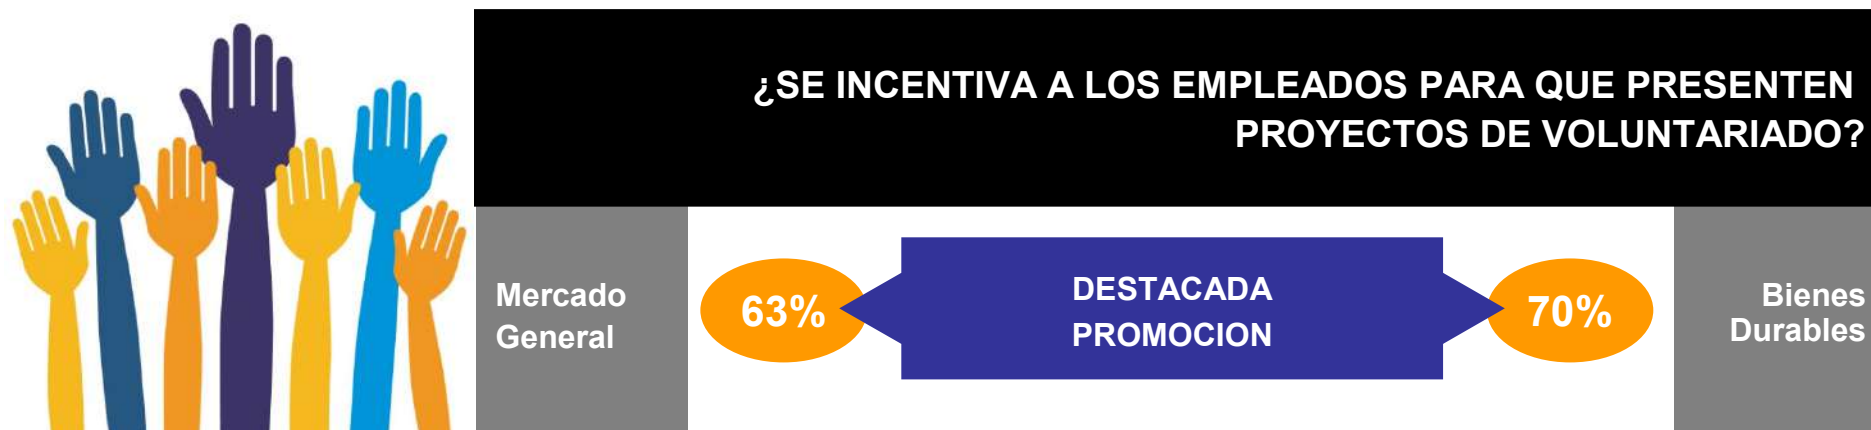 ¿SE INCENTIVA A LOS EMPLEADOS PARA QUE PRESENTEN
PROYECTOS DE VOLUNTARIADO?
Mercado
General
63%
DESTACADA
PROMOCION
70%
Bienes
Durables